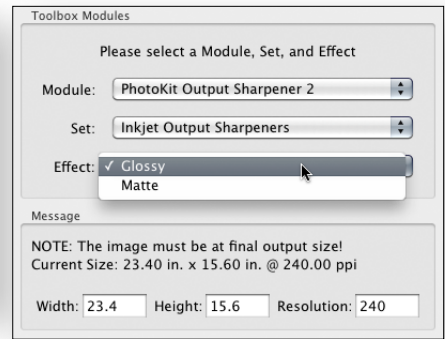 Toolbox Modules
Please select a Module, Set, and Effect
Module: PhotoKit Output Sharpener 2
Set: Inkjet Output Sharpeners
Effect: ✓ Glossy
Matte
Message
NOTE: The image must be at final output size!
Current Size: 23.40 in. x 15.60 in. @ 240.00 ppi
Width: 23.4 Height: 15.6 Resolution: 240